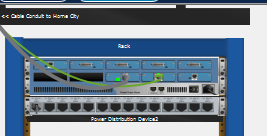 << Cable Conduit to Home City
Rack
Power Distribution Device2